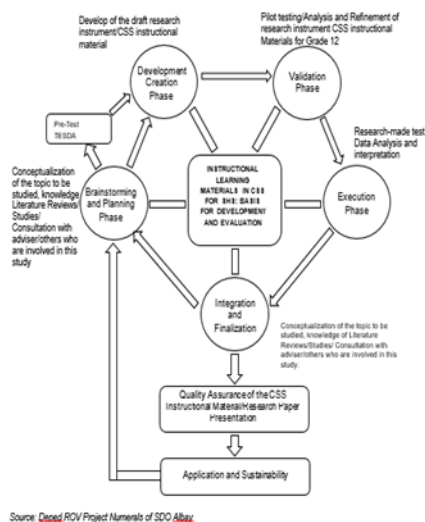 Develop of the draft research
instrument/CSS instructional
material
Pilot testing/Analysis and Refinement of
research instrument CSS instructional
Materials for Grade 12
Development
Creation
Phase
Validation
Phase
Pre-Test
Research-made test
Data Analysis and
interpretation
Conceptualization
of the topic to be
studied, knowledge
Literature Reviews/
Studies/
Consultation with
adviser/others who
are involved in this
study
Brainstorming
and Planning
Phase
INSTRUCTIONAL
LEARNING
MATERIALS IN CSS
FOR SHS: BASIS
FOR DEVELOPMENT
AND EVALUATION
Execution
Phase
Integration
and
Finalization
Conceptualization of the topic to be
studied, knowledge of Literature
Reviews/Studies/ Consultation with
adviser/others who are involved in this
study.
Quality Assurance of the CSS
Instructional Material/Research Paper
Presentation
Application and Sustainability
Source: Deped ROV Project Numerals of SDO Albay